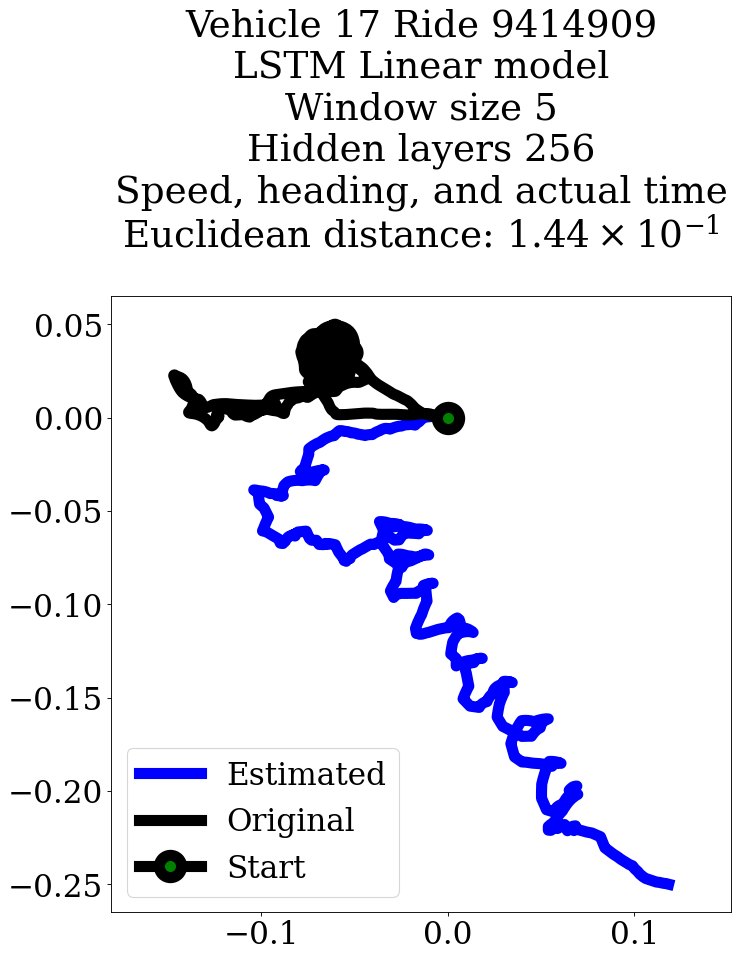 Vehicle 17 Ride 9414909
LSTM Linear model
Window size 5
Hidden layers 256
Speed, heading, and actual time
Euclidean distance: 1.44 × 10⁻¹
0.05
0.00
−0.05
−0.10
−0.15
−0.20
−0.25
Estimated
Original
Start
−0.1 0.0 0.1